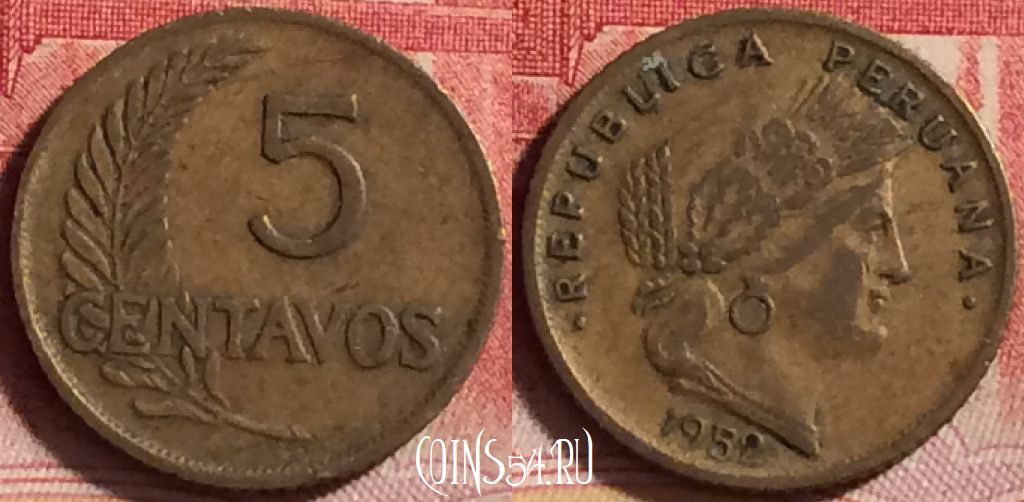 5
CENTAVOS
· REPUBLICA PERUANA ·
1952
COINS54.RU